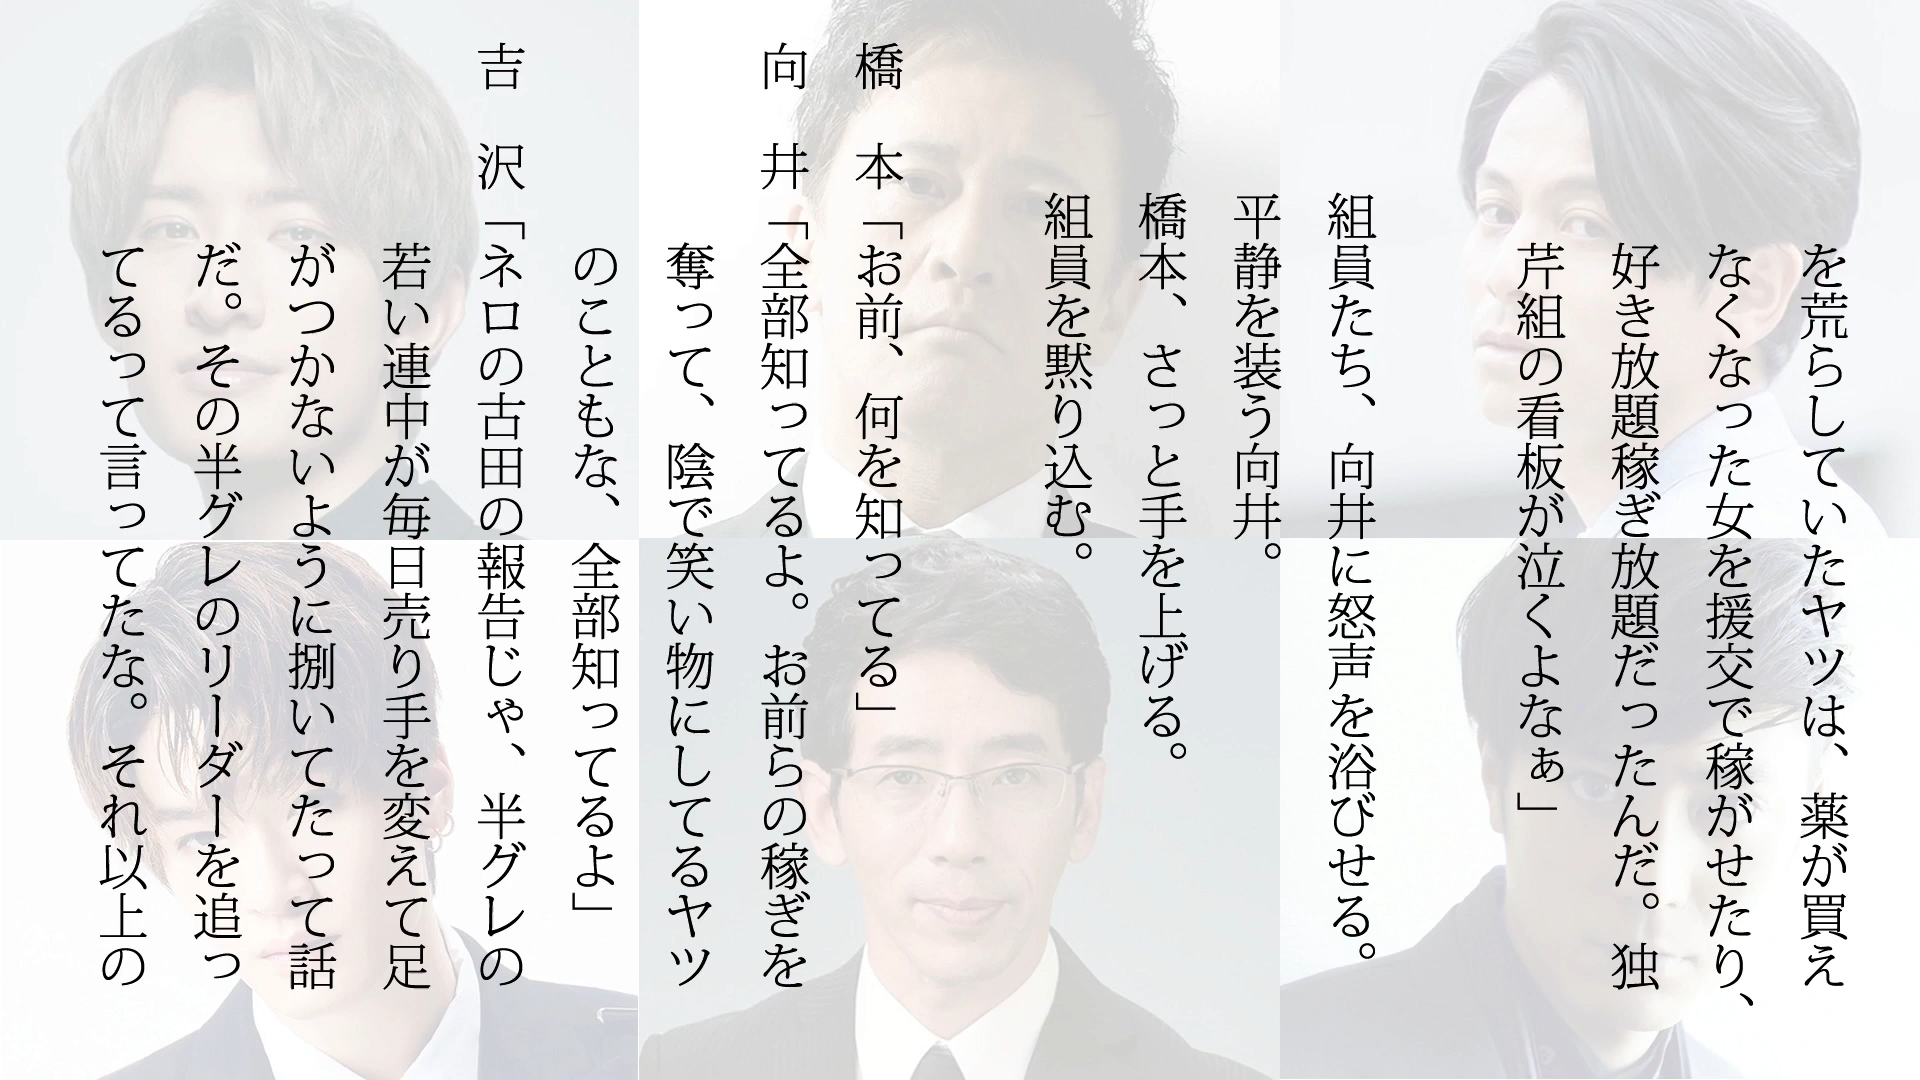 を荒らしていたヤツは、薬が買え
なくなった女を援交で稼がせたり、
好き放題稼ぎ放題だったんだ。独
芹組の看板が泣くよなぁ」
組員たち、向井に怒声を浴びせる。
平静を装う向井。
橋本、さっと手を上げる。
組員を黙り込む。
橋　本「お前、何を知ってる」
向　井「全部知ってるよ。お前らの稼ぎを
奪って、陰で笑い物にしてるヤツ
のこともな、全部知ってるよ」
吉　沢「ネロの古田の報告じゃ、半グレの
若い連中が毎日売り手を変えて足
がつかないように捌いてたって話
だ。その半グレのリーダーを追っ
てるって言ってたな。それ以上の